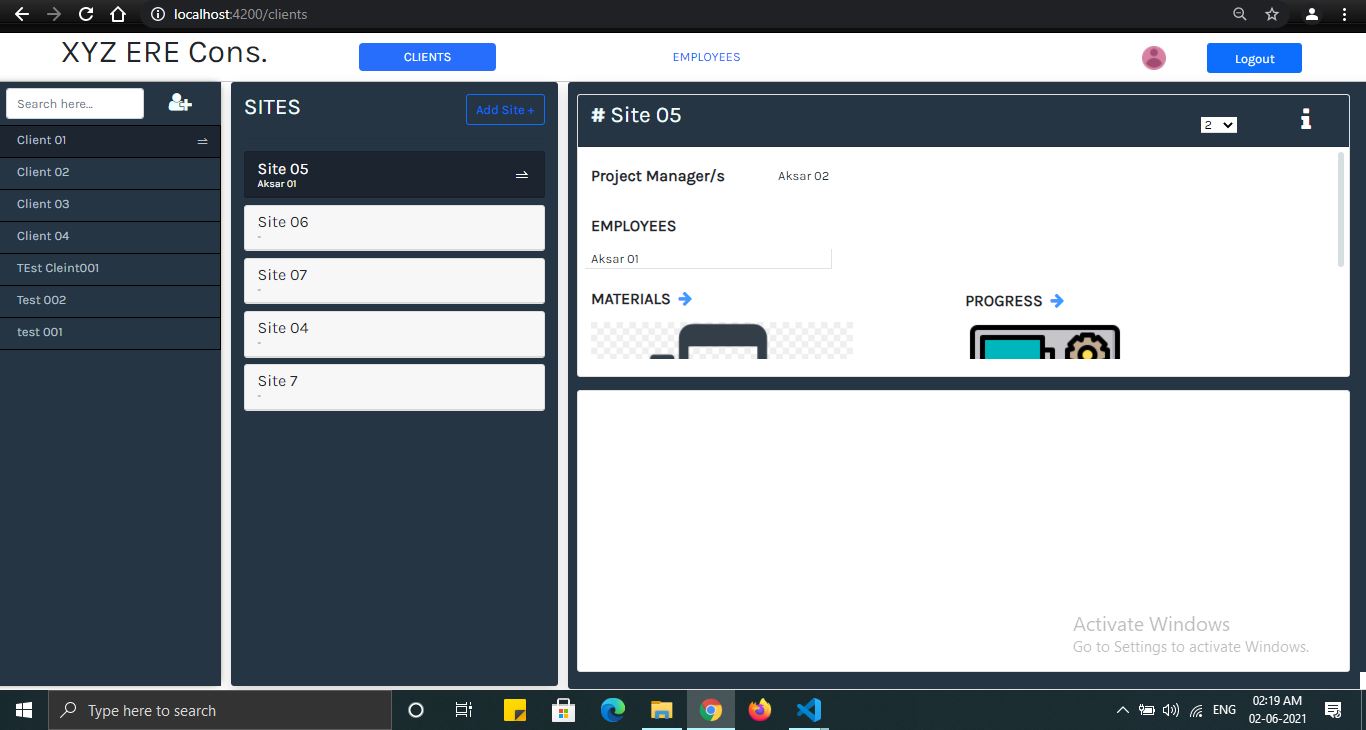 localhost:4200/clients
XYZ ERE Cons.
CLIENTS
EMPLOYEES
Logout
Search here...
Client 01
Client 02
Client 03
Client 04
TEst Cleint001
Test 002
test 001
SITES
Add Site +
Site 05
Aksar 01
Site 06
-
Site 07
-
Site 04
-
Site 7
-
# Site 05
2
Project Manager/s
Aksar 02
EMPLOYEES
Aksar 01
MATERIALS
PROGRESS
Activate Windows
Go to Settings to activate Windows.
Type here to search
ENG
02:19 AM
02-06-2021